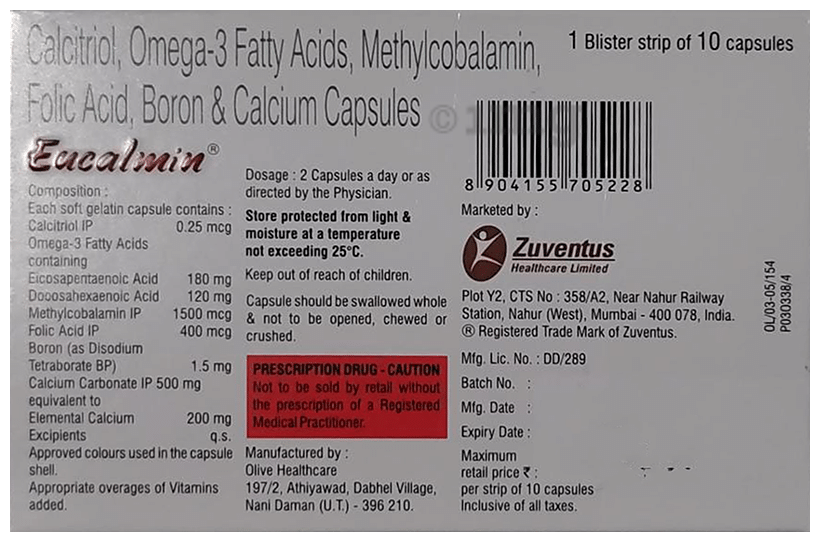 Calcitriol, Omega-3 Fatty Acids, Methylcobalamin,
Folic Acid, Boron & Calcium Capsules
1 Blister strip of 10 capsules
Eucalmin®
Composition :
Each soft gelatin capsule contains :
Calcitriol IP 0.25 mcg
Omega-3 Fatty Acids
containing
Eicosapentaenoic Acid 180 mg
Docosahexaenoic Acid 120 mg
Methylcobalamin IP 1500 mcg
Folic Acid IP 400 mcg
Boron (as Disodium
Tetraborate BP) 1.5 mg
Calcium Carbonate IP 500 mg
equivalent to
Elemental Calcium 200 mg
Excipients q.s.
Approved colours used in the capsule
shell.
Appropriate overages of Vitamins
added.
Dosage : 2 Capsules a day or as
directed by the Physician.
Store protected from light &
moisture at a temperature
not exceeding 25°C.
Keep out of reach of children.
Capsule should be swallowed whole
& not to be opened, chewed or
crushed.
PRESCRIPTION DRUG - CAUTION
Not to be sold by retail without
the prescription of a Registered
Medical Practitioner.
Manufactured by :
Olive Healthcare
197/2, Athiyawad, Dabhel Village,
Nani Daman (U.T.) - 396 210.
8 904155 705228
Marketed by :
Zuventus
Healthcare Limited
Plot Y2, CTS No : 358/A2, Near Nahur Railway
Station, Nahur (West), Mumbai - 400 078, India.
® Registered Trade Mark of Zuventus.
Mfg. Lic. No. : DD/289
Batch No. :
Mfg. Date :
Expiry Date :
Maximum
retail price ₹ :
per strip of 10 capsules
Inclusive of all taxes.
OL/03-05/154
P030338/4